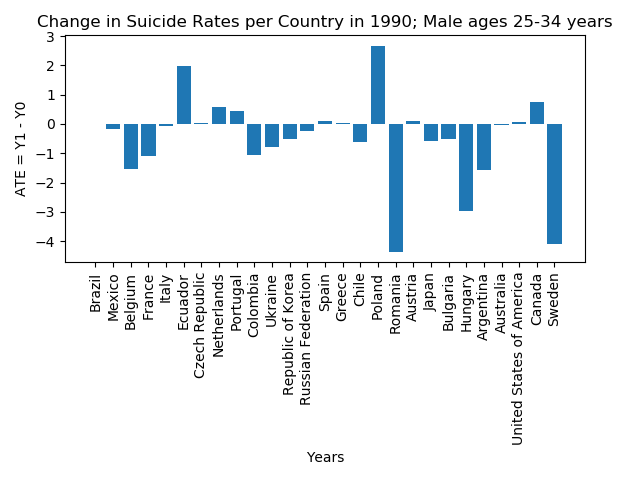 Change in Suicide Rates per Country in 1990; Male ages 25-34 years
ATE = Y1 - Y0
3
2
1
0
−1
−2
−3
−4
Brazil
Mexico
Belgium
France
Italy
Ecuador
Czech Republic
Netherlands
Portugal
Colombia
Ukraine
Republic of Korea
Russian Federation
Spain
Greece
Chile
Poland
Romania
Austria
Japan
Bulgaria
Hungary
Argentina
Australia
United States of America
Canada
Sweden
Years